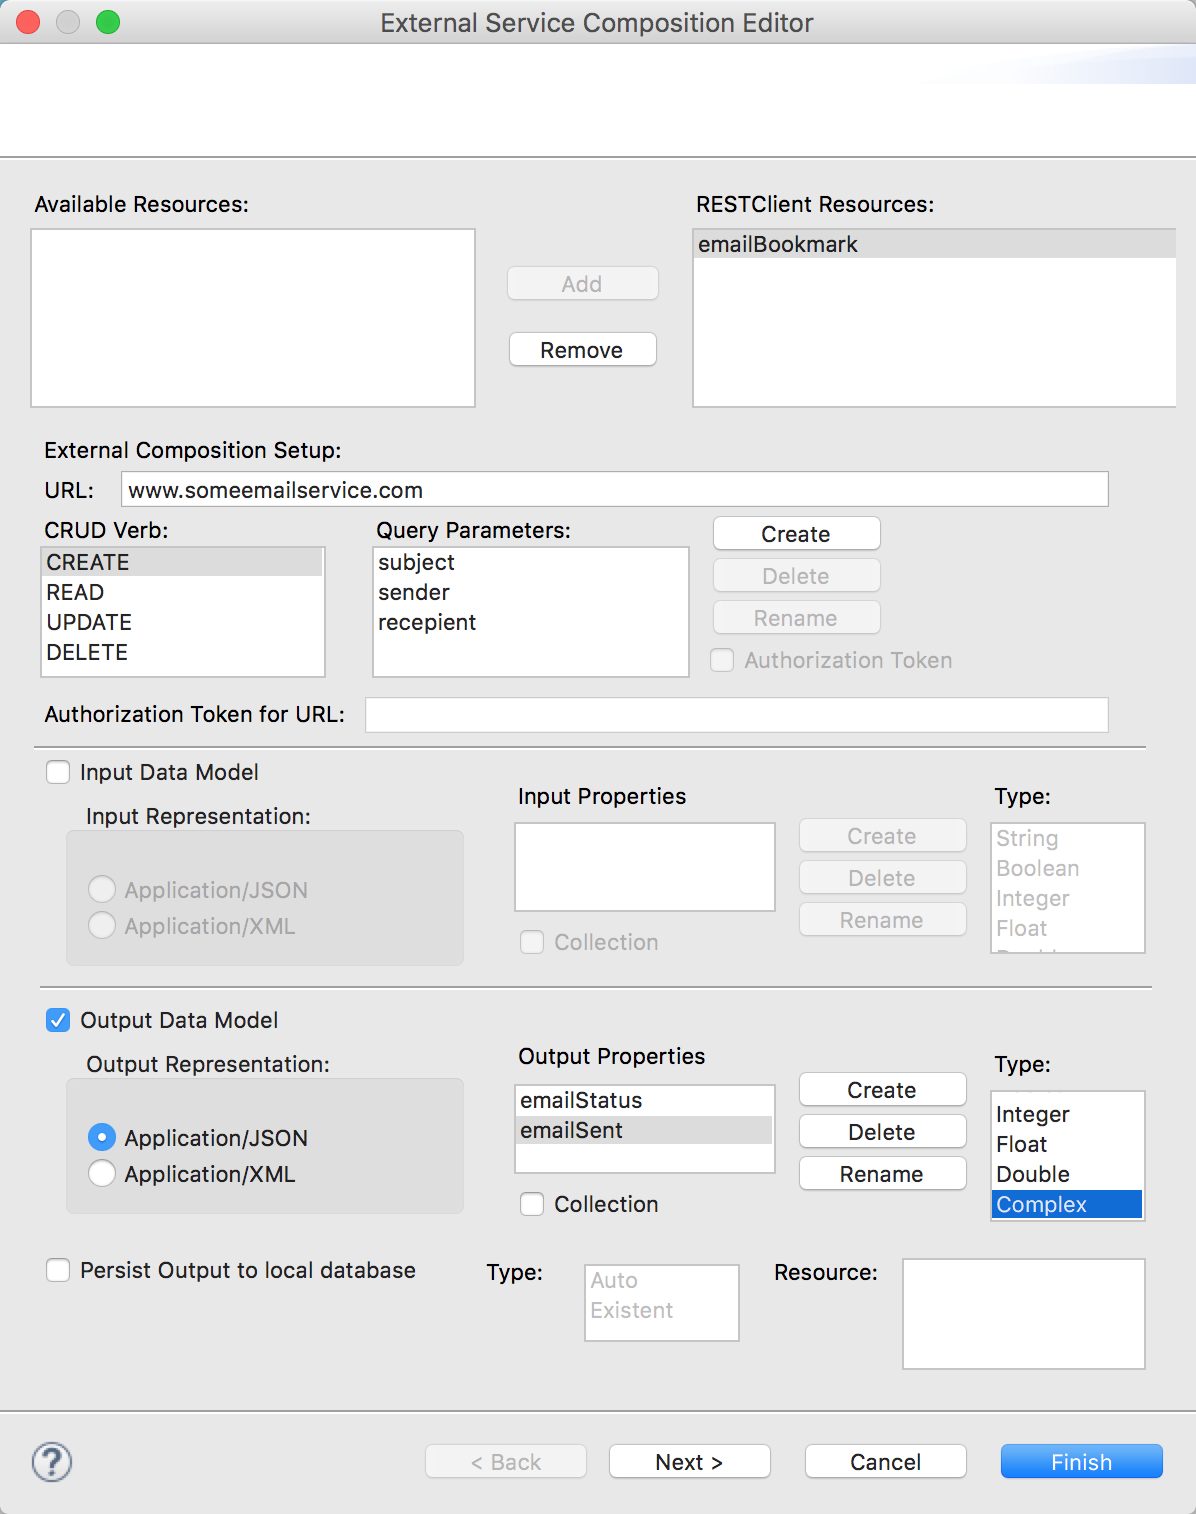 External Service Composition Editor
Available Resources:
RESTClient Resources:
emailBookmark
Add
Remove
External Composition Setup:
URL: www.someemailservice.com
CRUD Verb:
CREATE
READ
UPDATE
DELETE
Query Parameters:
subject
sender
recepient
Create
Delete
Rename
Authorization Token
Authorization Token for URL:
Input Data Model
Input Representation:
Application/JSON
Application/XML
Input Properties
Collection
Create
Delete
Rename
Type:
String
Boolean
Integer
Float
Output Data Model
Output Representation:
Application/JSON
Application/XML
Output Properties
emailStatus
emailSent
Collection
Create
Delete
Rename
Type:
Integer
Float
Double
Complex
Persist Output to local database
Type:
Auto
Existent
Resource:
?
< Back
Next >
Cancel
Finish